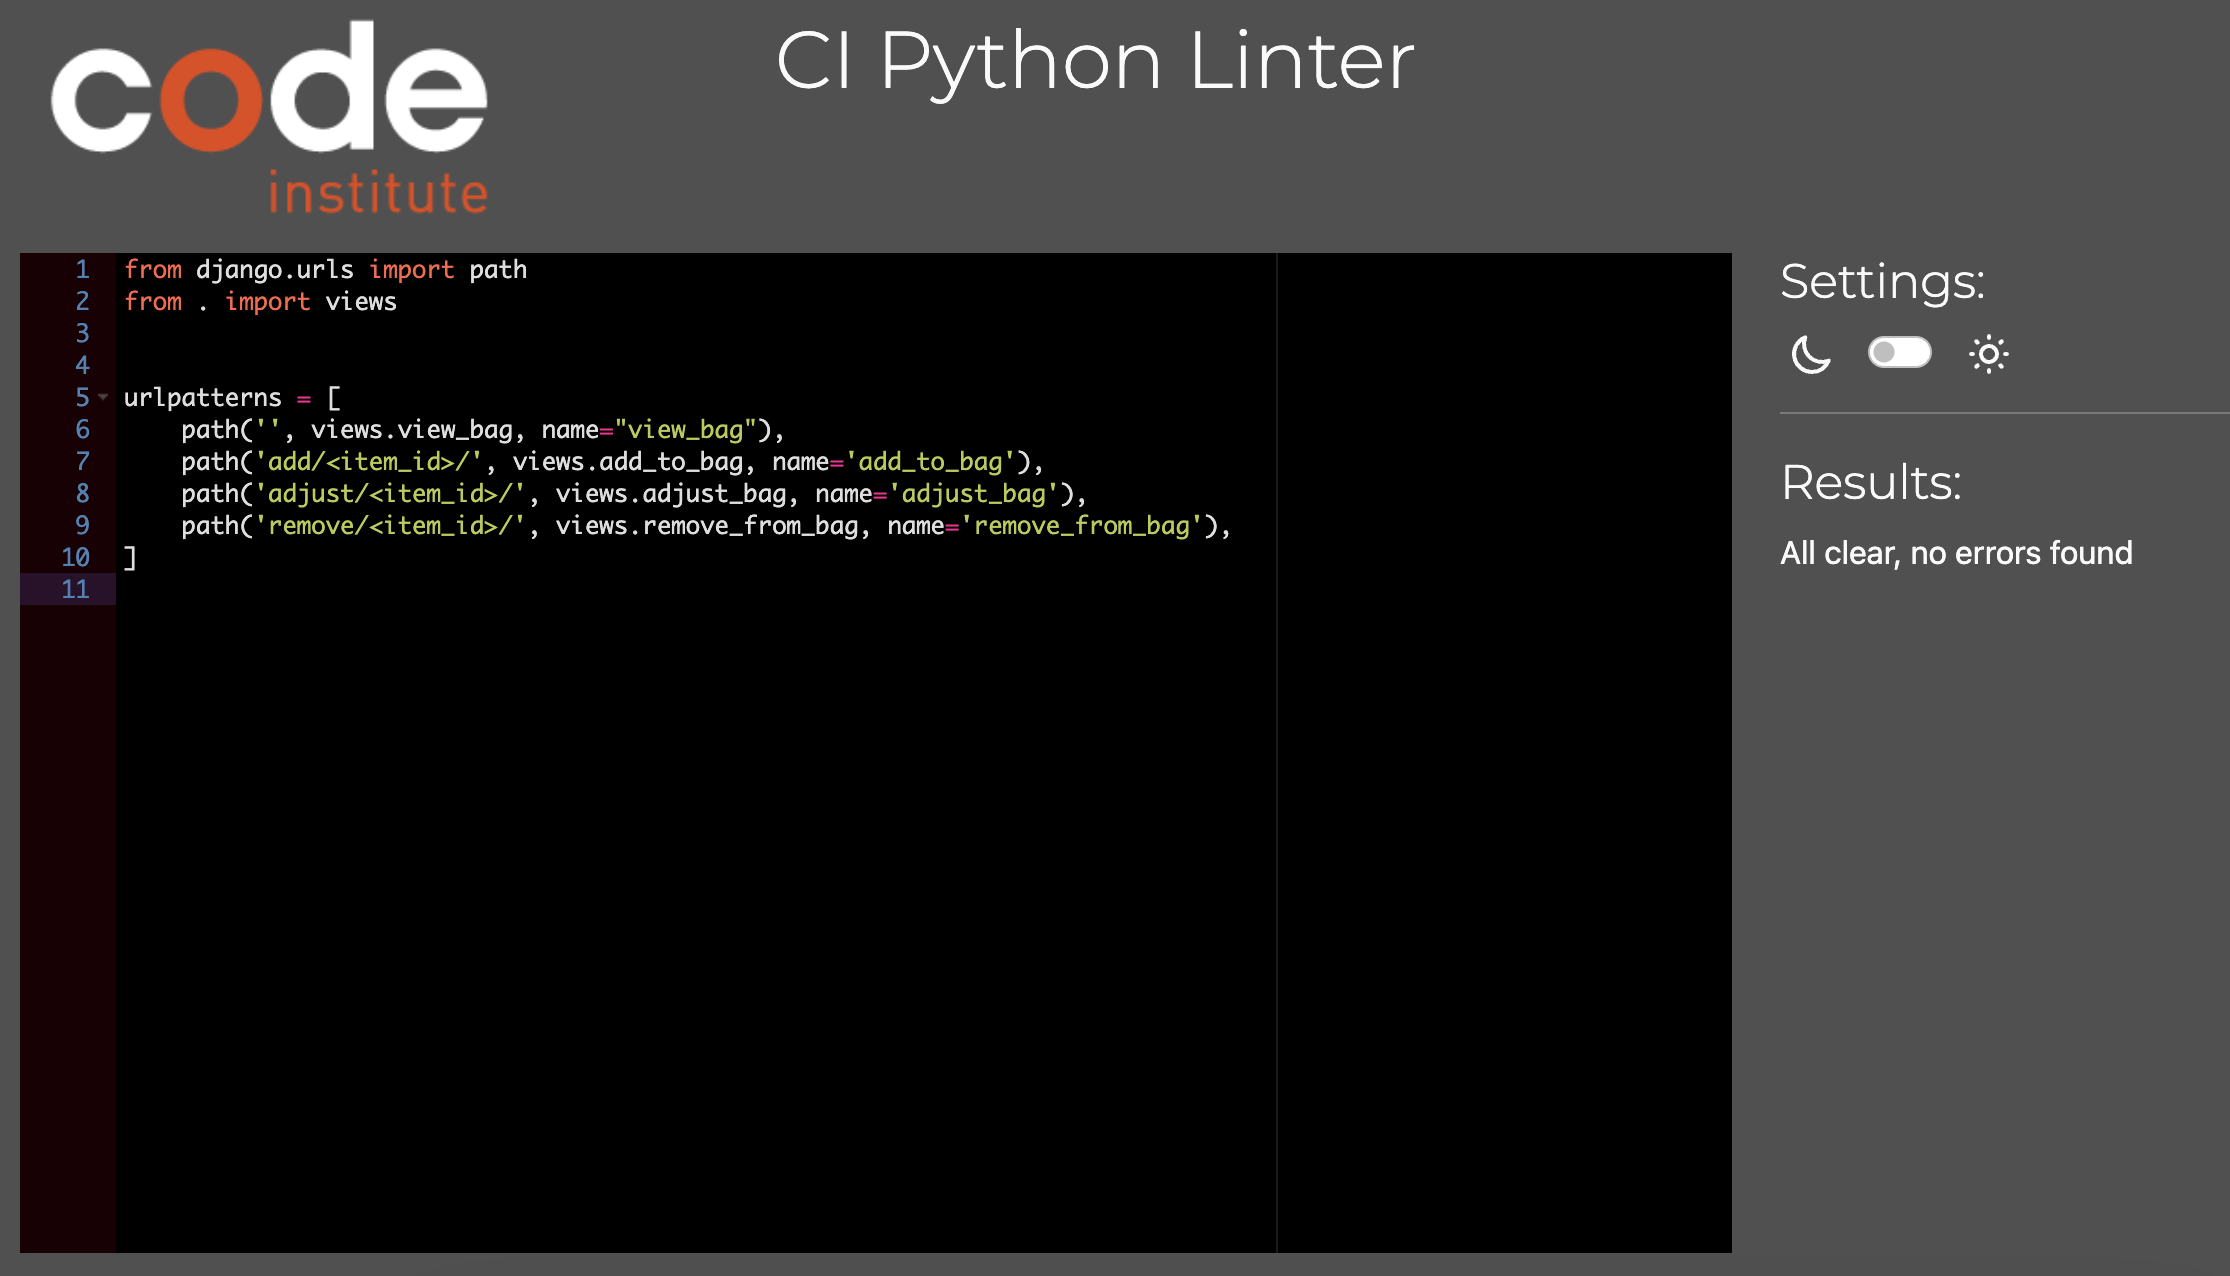 code
institute
CI Python Linter
1 from django.urls import path
2 from . import views
3
4
5 urlpatterns = [
6     path('', views.view_bag, name="view_bag"),
7     path('add/<item_id>/', views.add_to_bag, name='add_to_bag'),
8     path('adjust/<item_id>/', views.adjust_bag, name='adjust_bag'),
9     path('remove/<item_id>/', views.remove_from_bag, name='remove_from_bag'),
10 ]
11
Settings:
Results:
All clear, no errors found